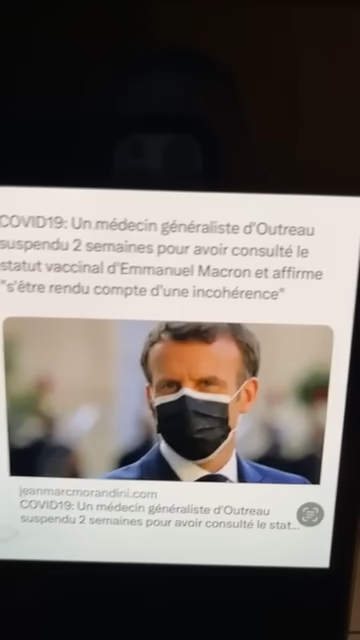 COVID19: Un médecin généraliste d'Outreau
suspendu 2 semaines pour avoir consulté le
statut vaccinal d'Emmanuel Macron et affirme
"s'être rendu compte d'une incohérence"
jeanmarcmorandini.com
COVID19: Un médecin généraliste d'Outreau
suspendu 2 semaines pour avoir consulté le stat...